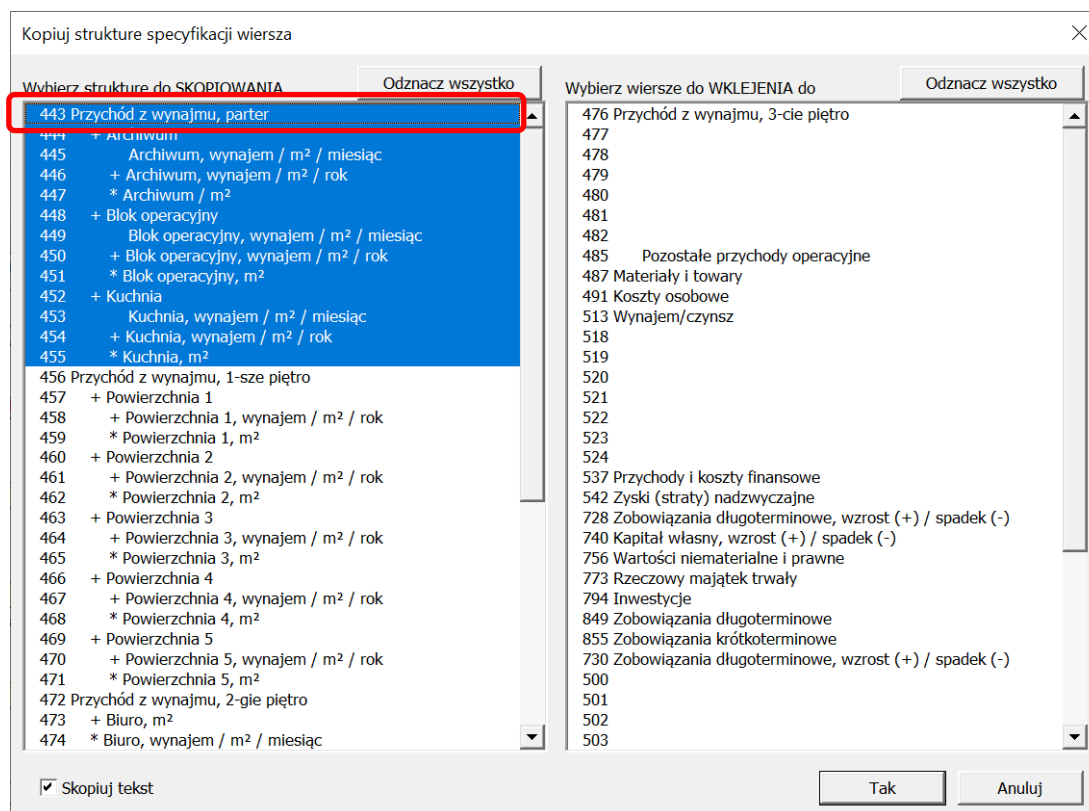 Kopiuj strukture specyfikacji wiersza
Wybierz strukture do SKOPIOWANIA
Odznacz wszystko
443 Przychód z wynajmu, parter
444 + Archiwum
445 Archiwum, wynajem / m² / miesiąc
446 + Archiwum, wynajem / m² / rok
447 * Archiwum / m²
448 + Blok operacyjny
449 Blok operacyjny, wynajem / m² / miesiąc
450 + Blok operacyjny, wynajem / m² / rok
451 * Blok operacyjny, m²
452 + Kuchnia
453 Kuchnia, wynajem / m² / miesiąc
454 + Kuchnia, wynajem / m² / rok
455 * Kuchnia, m²
456 Przychód z wynajmu, 1-sze piętro
457 + Powierzchnia 1
458 + Powierzchnia 1, wynajem / m² / rok
459 * Powierzchnia 1, m²
460 + Powierzchnia 2
461 + Powierzchnia 2, wynajem / m² / rok
462 * Powierzchnia 2, m²
463 + Powierzchnia 3
464 + Powierzchnia 3, wynajem / m² / rok
465 * Powierzchnia 3, m²
466 + Powierzchnia 4
467 + Powierzchnia 4, wynajem / m² / rok
468 * Powierzchnia 4, m²
469 + Powierzchnia 5
470 + Powierzchnia 5, wynajem / m² / rok
471 * Powierzchnia 5, m²
472 Przychód z wynajmu, 2-gie piętro
473 + Biuro, m²
474 * Biuro, wynajem / m² / miesiąc
Wybierz wiersze do WKLEJENIA do
Odznacz wszystko
476 Przychód z wynajmu, 3-cie piętro
477
478
479
480
481
482
485 Pozostałe przychody operacyjne
487 Materiały i towary
491 Koszty osobowe
513 Wynajem/czynsz
518
519
520
521
522
523
524
537 Przychody i koszty finansowe
542 Zyski (straty) nadzwyczajne
728 Zobowiązania długoterminowe, wzrost (+) / spadek (-)
740 Kapitał własny, wzrost (+) / spadek (-)
756 Wartości niematerialne i prawne
773 Rzeczowy majątek trwały
794 Inwestycje
849 Zobowiązania długoterminowe
855 Zobowiązania krótkoterminowe
730 Zobowiązania długoterminowe, wzrost (+) / spadek (-)
500
501
502
503
Skopiuj tekst
Tak
Anuluj